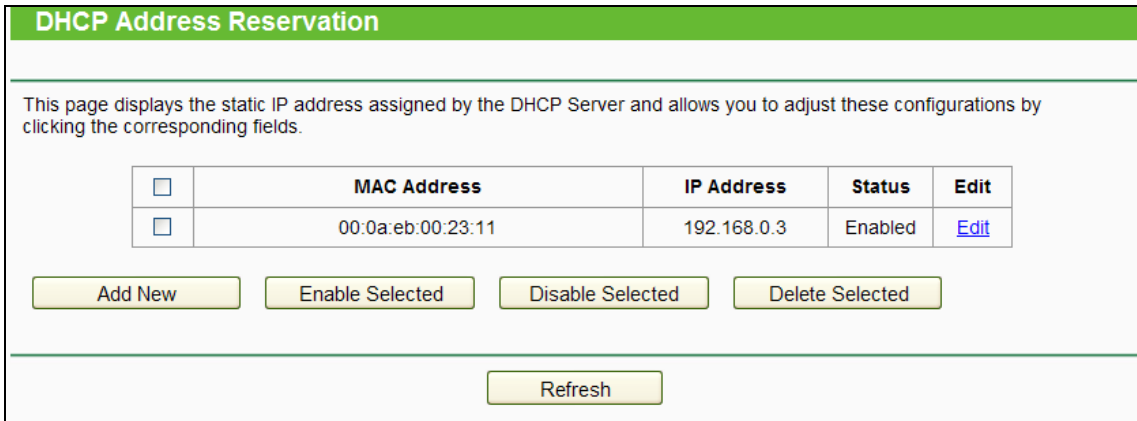 DHCP Address Reservation
This page displays the static IP address assigned by the DHCP Server and allows you to adjust these configurations by
clicking the corresponding fields.
MAC Address IP Address Status Edit
00:0a:eb:00:23:11 192.168.0.3 Enabled Edit
Add New Enable Selected Disable Selected Delete Selected
Refresh